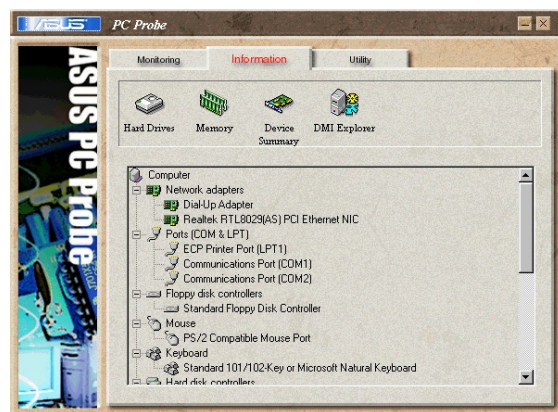 ASUS
PC Probe
ASUS PC Probe
Monitoring
Information
Utility
Hard Drives
Memory
Device
Summary
DMI Explorer
Computer
Network adapters
Dial-Up Adapter
Realtek RTL8029(AS) PCI Ethernet NIC
Ports (COM & LPT)
ECP Printer Port (LPT1)
Communications Port (COM1)
Communications Port (COM2)
Floppy disk controllers
Standard Floppy Disk Controller
Mouse
PS/2 Compatible Mouse Port
Keyboard
Standard 101/102-Key or Microsoft Natural Keyboard
Hard disk controllers